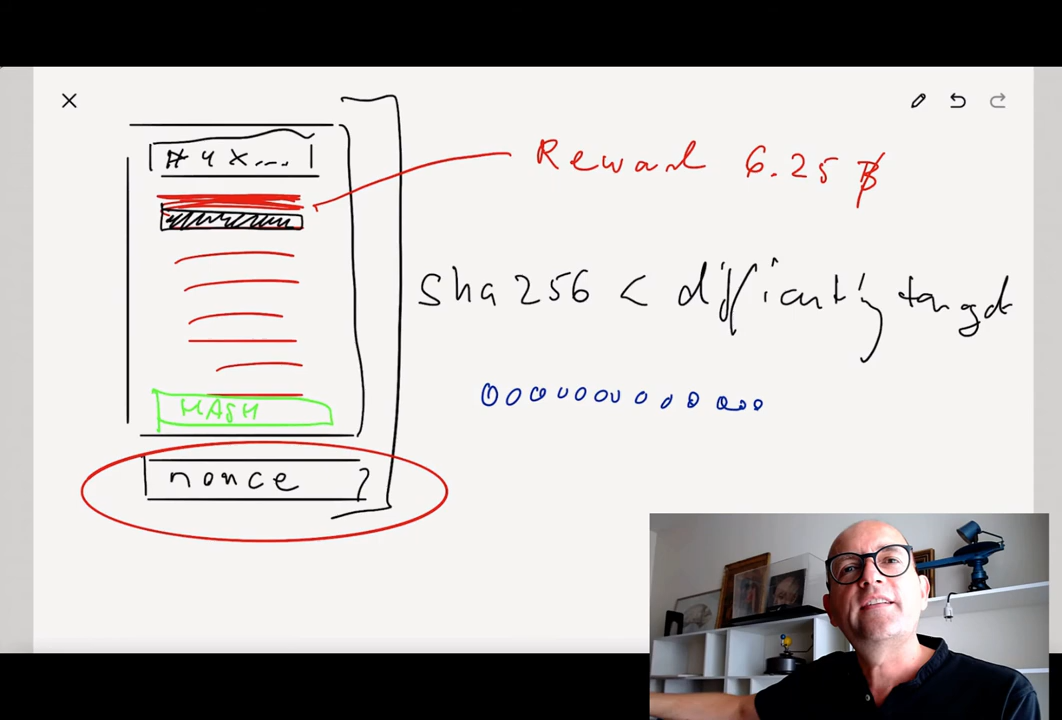 #4x...
Reward 6.25 ₿
sha256 < difficulty target
0000000000000
HASH
nonce